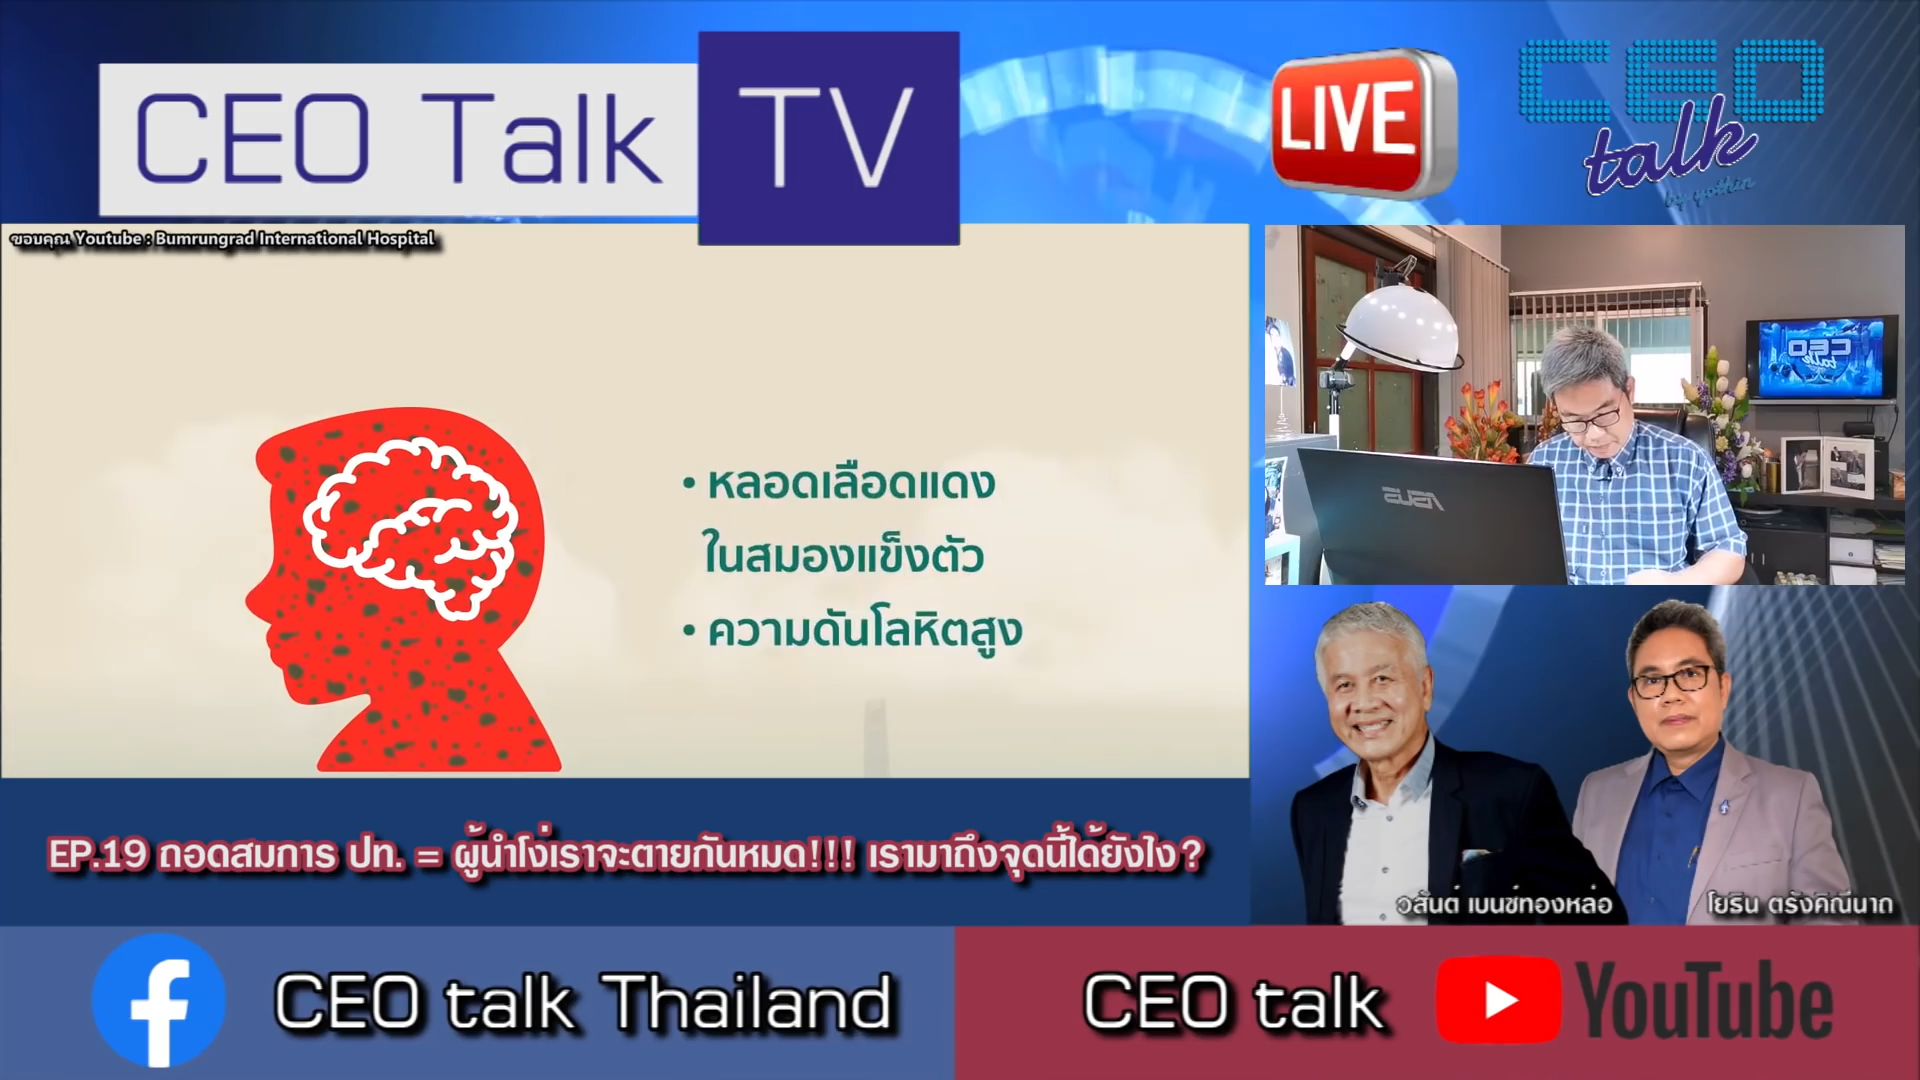 CEO Talk TV
LIVE
CEO
talk
by yothin
ขอบคุณ Youtube : Bumrungrad International Hospital
• หลอดเลือดแดง
ในสมองแข็งตัว
• ความดันโลหิตสูง
CEO
talk
ASUS
EP.19 ถอดสมการ ปท. = ผู้นำโง่เราจะตายกันหมด!!! เรามาถึงจุดนี้ได้ยังไง?
วสันต์ เบนซ์ทองหล่อ
โยธิน ตรังคิณีนาถ
CEO talk Thailand
CEO talk
YouTube